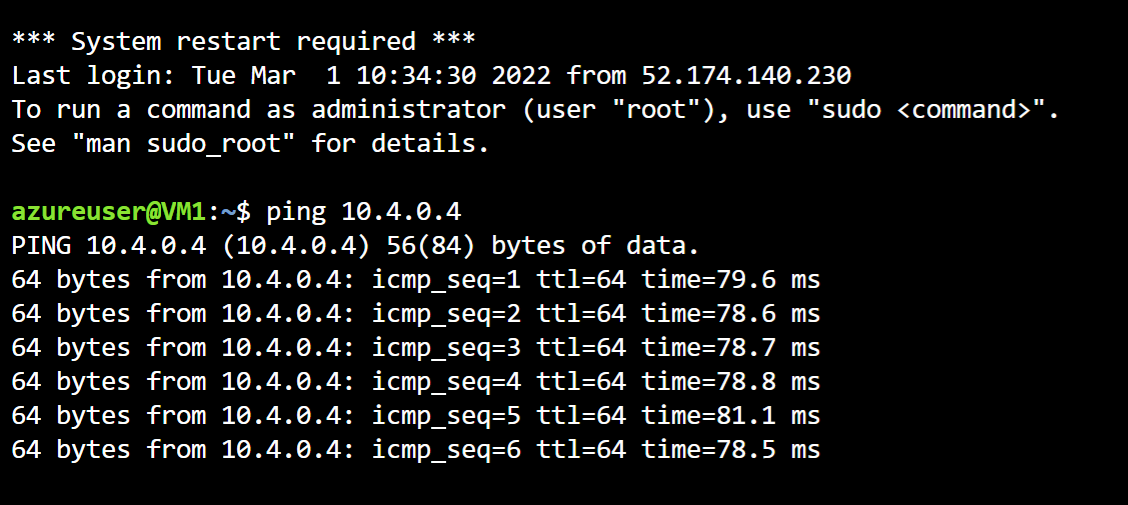 *** System restart required ***
Last login: Tue Mar  1 10:34:30 2022 from 52.174.140.230
To run a command as administrator (user "root"), use "sudo <command>".
See "man sudo_root" for details.

azureuser@VM1:~$ ping 10.4.0.4
PING 10.4.0.4 (10.4.0.4) 56(84) bytes of data.
64 bytes from 10.4.0.4: icmp_seq=1 ttl=64 time=79.6 ms
64 bytes from 10.4.0.4: icmp_seq=2 ttl=64 time=78.6 ms
64 bytes from 10.4.0.4: icmp_seq=3 ttl=64 time=78.7 ms
64 bytes from 10.4.0.4: icmp_seq=4 ttl=64 time=78.8 ms
64 bytes from 10.4.0.4: icmp_seq=5 ttl=64 time=81.1 ms
64 bytes from 10.4.0.4: icmp_seq=6 ttl=64 time=78.5 ms